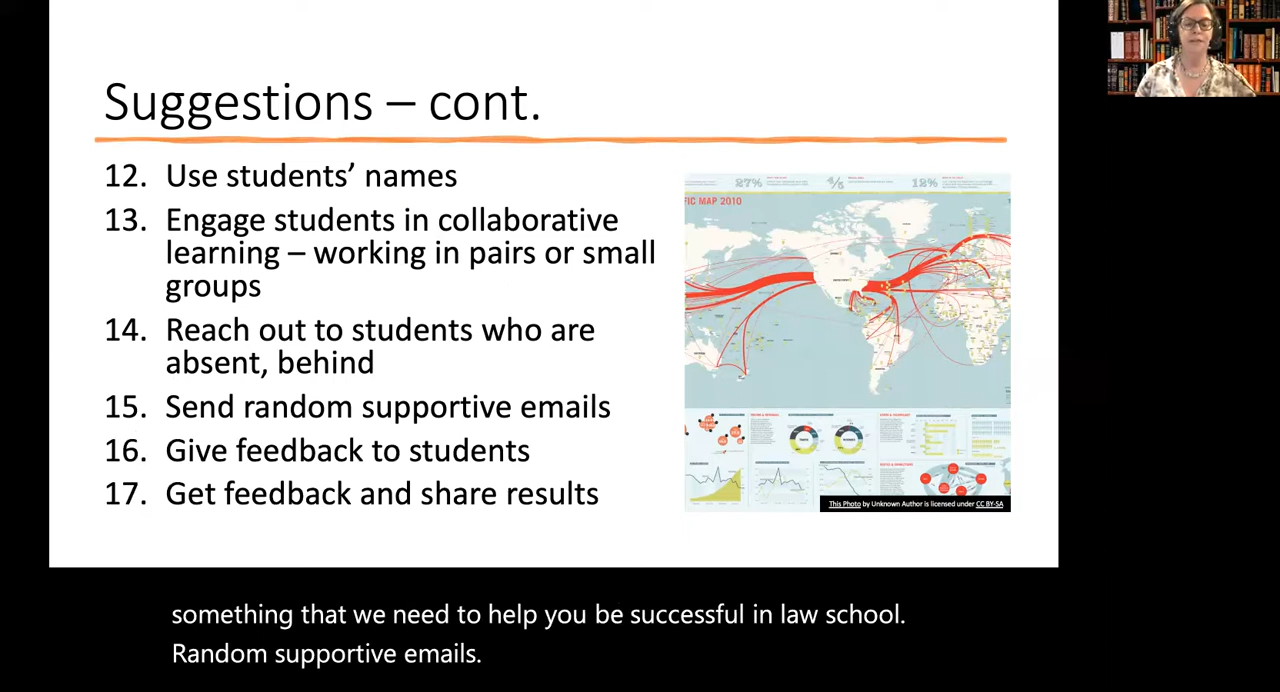 Suggestions – cont.
12. Use students’ names
13. Engage students in collaborative
learning – working in pairs or small
groups
14. Reach out to students who are
absent, behind
15. Send random supportive emails
16. Give feedback to students
17. Get feedback and share results
27%
12%
FIC MAP 2010
This Photo by Unknown Author is licensed under CC BY-SA
something that we need to help you be successful in law school.
Random supportive emails.